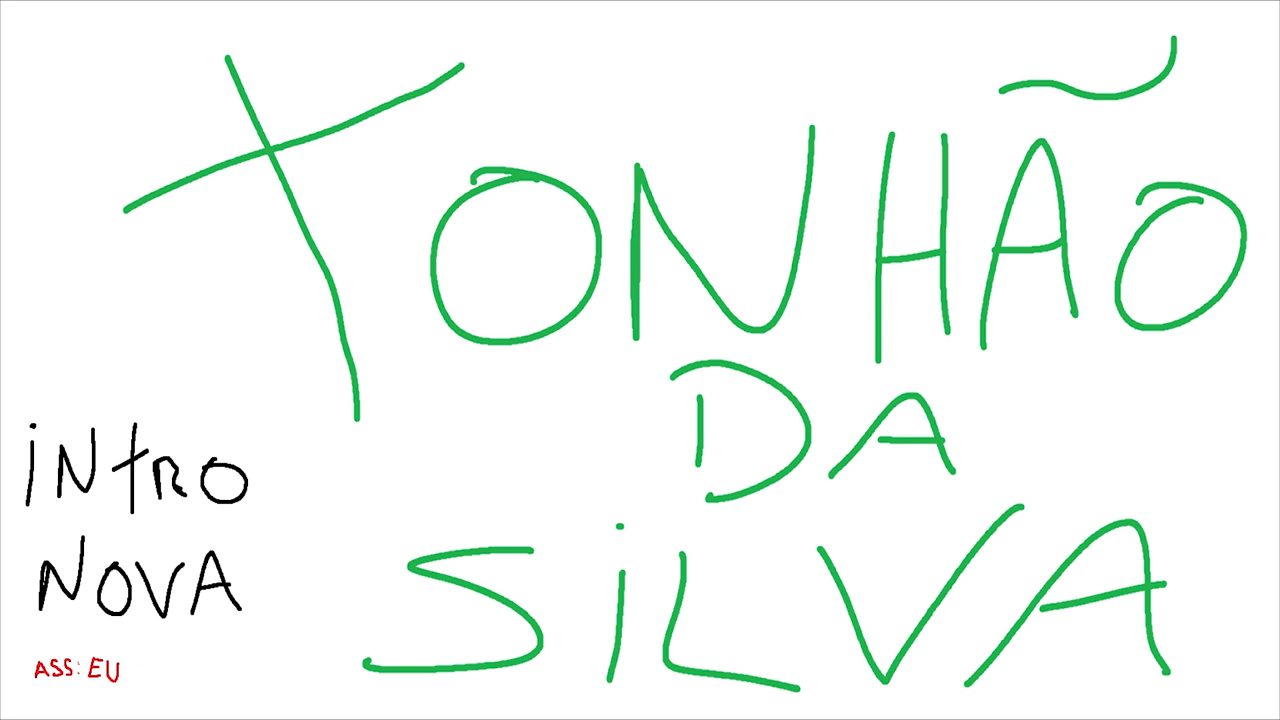 TONHÃO
DA
SiLVA
iNtRO
NOVA
ASS: EU